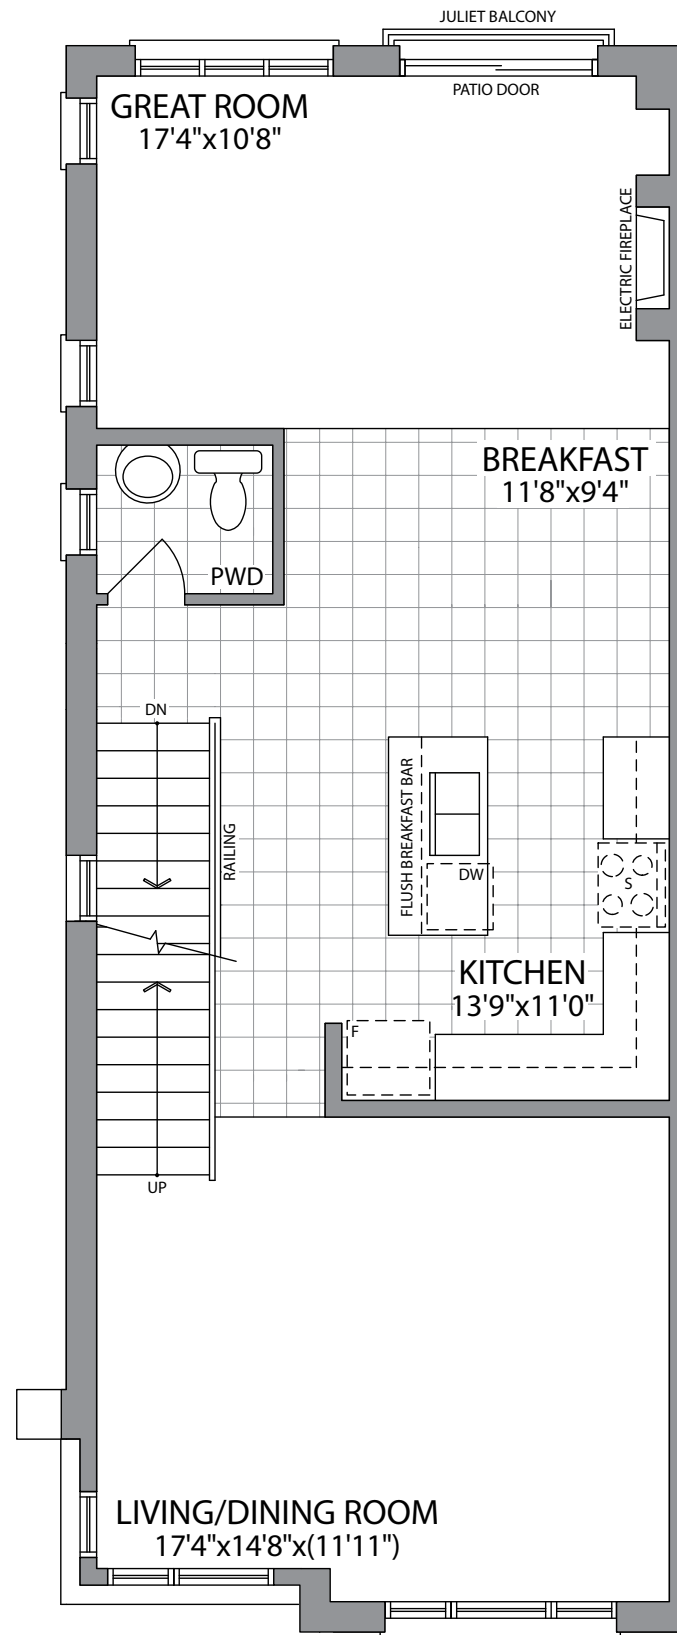 JULIET BALCONY
PATIO DOOR
GREAT ROOM
17'4"x10'8"
ELECTRIC FIREPLACE
BREAKFAST
11'8"x9'4"
PWD
DN
RAILING
FLUSH BREAKFAST BAR
DW
S
KITCHEN
13'9"x11'0"
F
UP
LIVING/DINING ROOM
17'4"x14'8"x(11'11")